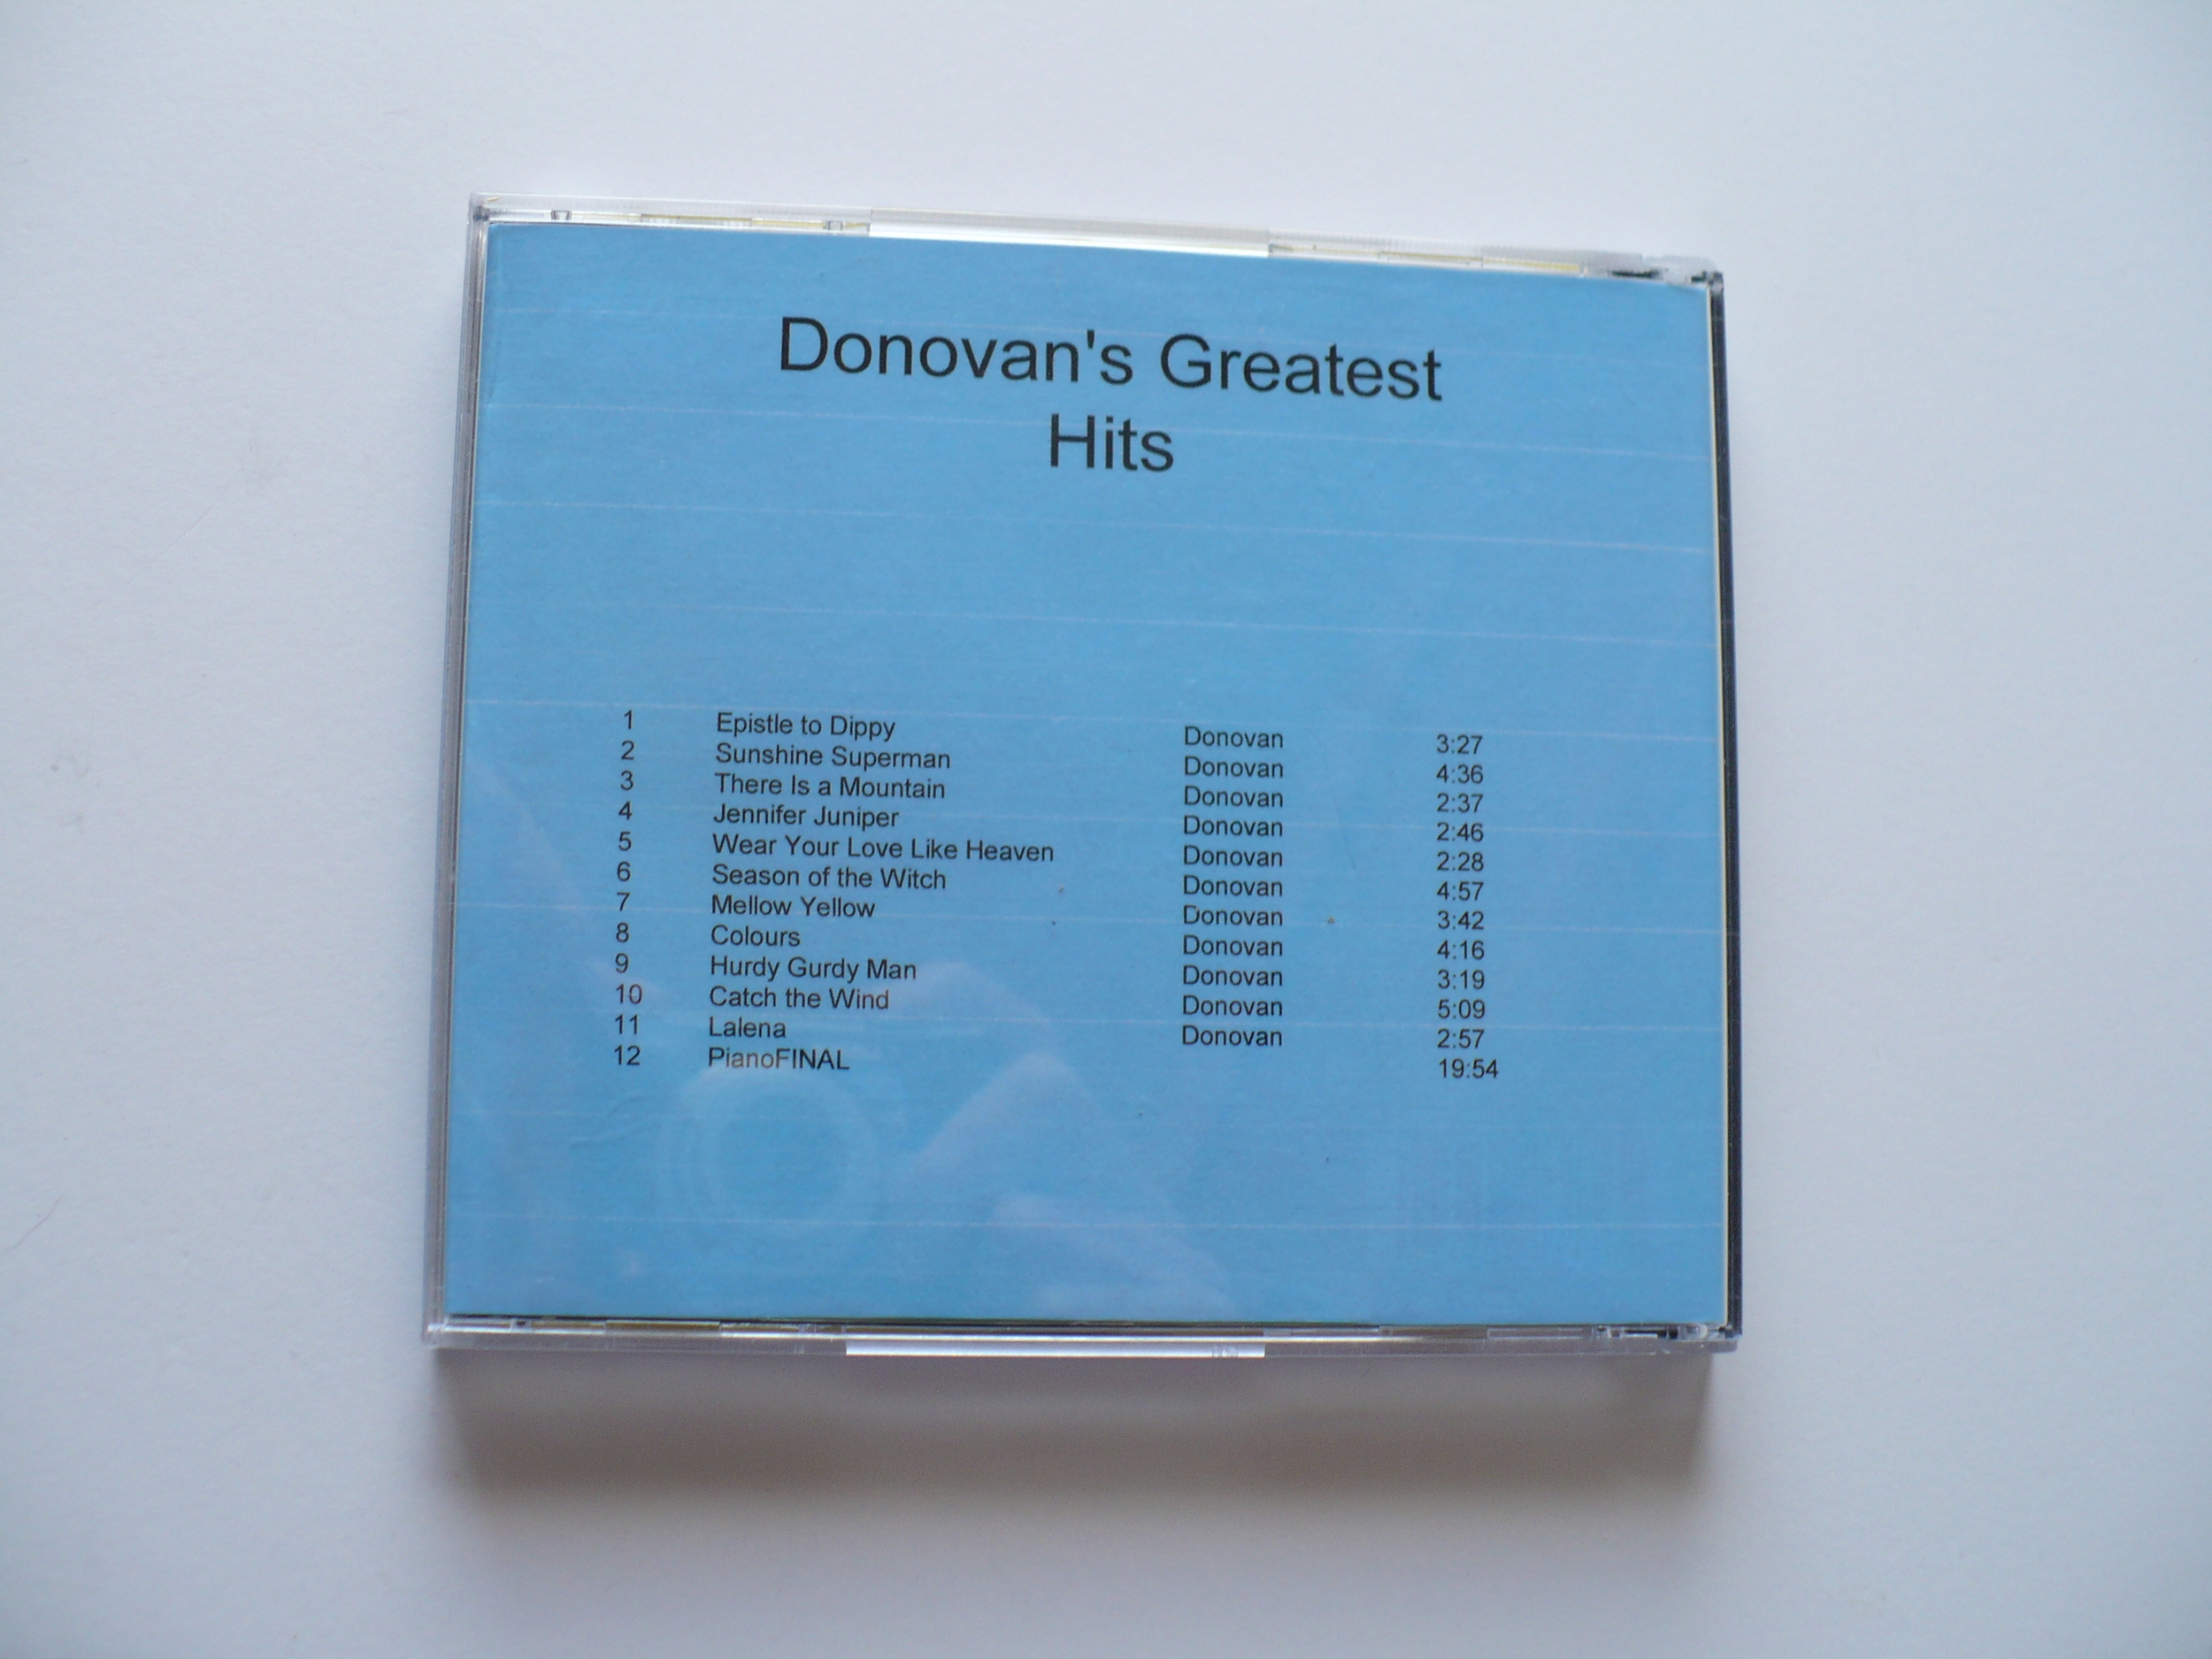 Donovan's Greatest
Hits
1 Epistle to Dippy Donovan 3:27
2 Sunshine Superman Donovan 4:36
3 There Is a Mountain Donovan 2:37
4 Jennifer Juniper Donovan 2:46
5 Wear Your Love Like Heaven Donovan 2:28
6 Season of the Witch Donovan 4:57
7 Mellow Yellow Donovan 3:42
8 Colours Donovan 4:16
9 Hurdy Gurdy Man Donovan 3:19
10 Catch the Wind Donovan 5:09
11 Lalena Donovan 2:57
12 PianoFINAL 19:54